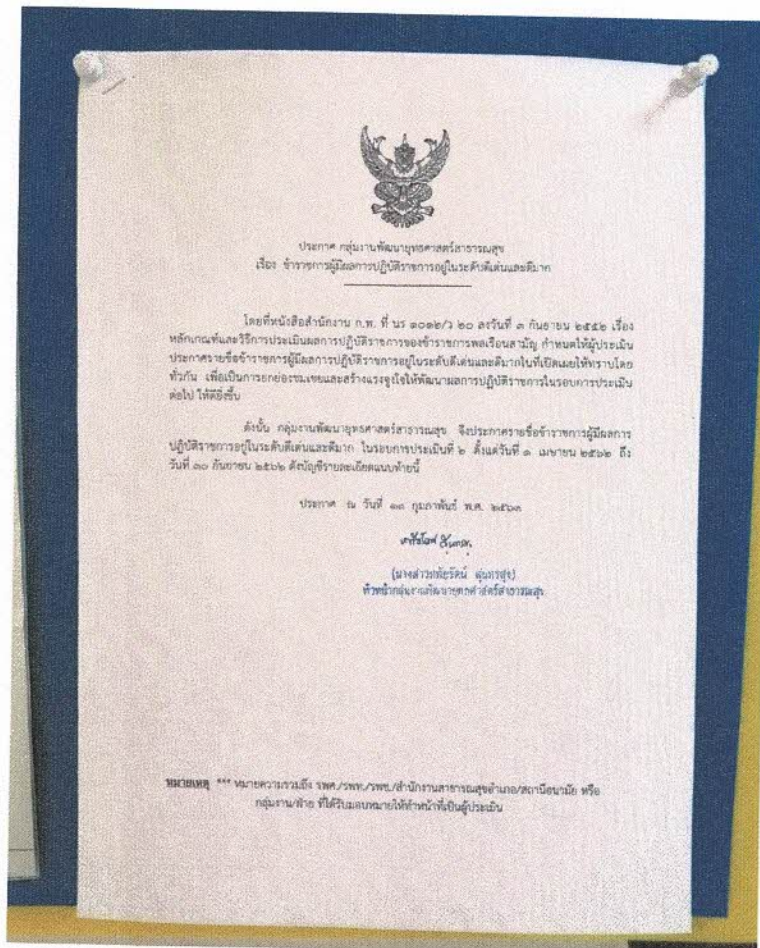 ประกาศ กลุ่มงานพัฒนายุทธศาสตร์สาธารณสุข
เรื่อง ข้าราชการผู้มีผลการปฏิบัติราชการอยู่ในระดับดีเด่นและดีมาก
โดยที่หนังสือสำนักงาน ก.พ. ที่ นร ๑๐๑๒/ว ๒๐ ลงวันที่ ๓ กันยายน ๒๕๕๒ เรื่อง
หลักเกณฑ์และวิธีการประเมินผลการปฏิบัติราชการของข้าราชการพลเรือนสามัญ กำหนดให้ผู้ประเมิน
ประกาศรายชื่อข้าราชการผู้มีผลการปฏิบัติราชการอยู่ในระดับดีเด่นและดีมากในที่เปิดเผยให้ทราบโดย
ทั่วกัน เพื่อเป็นการยกย่องชมเชยและสร้างแรงจูงใจให้พัฒนาผลการปฏิบัติราชการในรอบการประเมิน
ต่อไป ให้ดียิ่งขึ้น
ดังนั้น กลุ่มงานพัฒนายุทธศาสตร์สาธารณสุข จึงประกาศรายชื่อข้าราชการผู้มีผลการ
ปฏิบัติราชการอยู่ในระดับดีเด่นและดีมาก ในรอบการประเมินที่ ๒ ตั้งแต่วันที่ ๑ เมษายน ๒๕๖๒ ถึง
วันที่ ๓๐ กันยายน ๒๕๖๒ ดังบัญชีรายละเอียดแนบท้ายนี้
ประกาศ ณ วันที่ กุมภาพันธ์ พ.ศ. ๒๕๖๓
หัวหน้ากลุ่มงานพัฒนายุทธศาสตร์สาธารณสุข
หมายเหตุ *** หมายความรวมถึง รพศ./รพท./รพช./สำนักงานสาธารณสุขอำเภอ/สถานีอนามัย หรือ
กลุ่มงาน/ฝ่าย ที่ได้รับมอบหมายให้ทำหน้าที่เป็นผู้ประเมิน